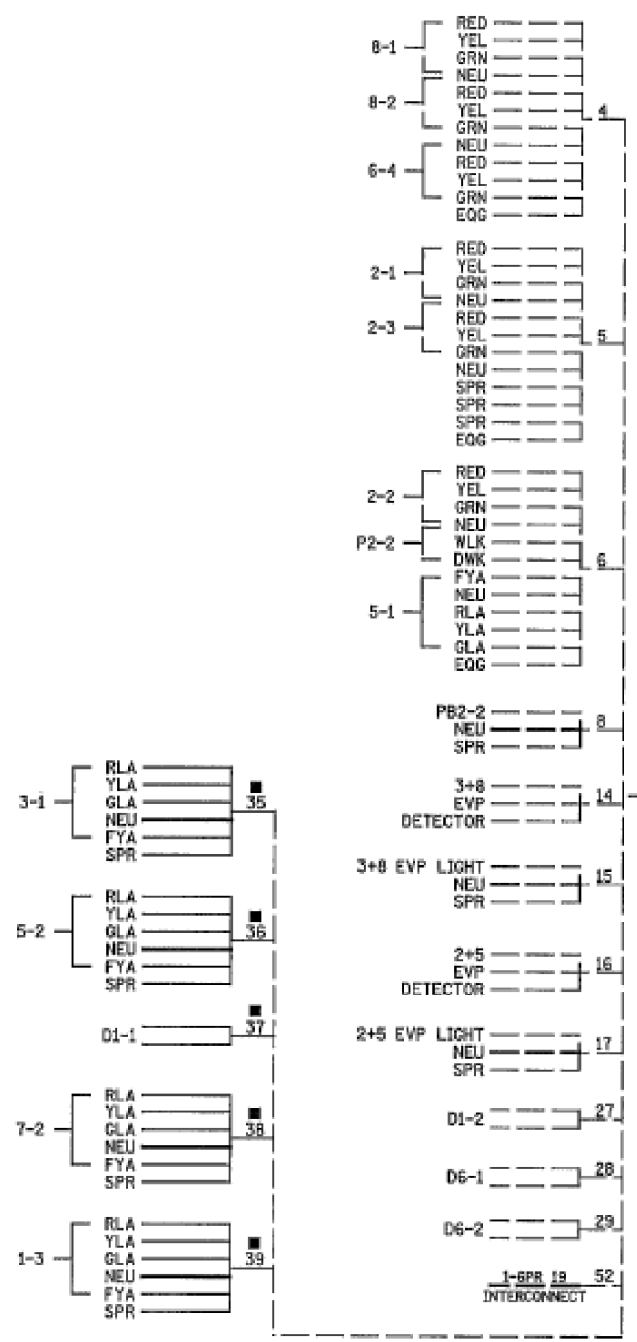 8-1
RED
YEL
GRN
NEU
8-2
RED
YEL
GRN
NEU
6-4
RED
YEL
GRN
EQG
4
2-1
RED
YEL
GRN
NEU
2-3
RED
YEL
GRN
NEU
SPR
SPR
SPR
EQG
5
2-2
RED
YEL
GRN
NEU
P2-2
WLK
DWK
5-1
FYA
NEU
RLA
YLA
GLA
EQG
6
PB2-2
NEU
SPR
8
3+8
EVP
DETECTOR
14
3+8 EVP LIGHT
NEU
SPR
15
2+5
EVP
DETECTOR
16
2+5 EVP LIGHT
NEU
SPR
17
D1-2
27
D6-1
28
D6-2
29
1-6PR 19
INTERCONNECT
52
3-1
RLA
YLA
GLA
NEU
FYA
SPR
35
5-2
RLA
YLA
GLA
NEU
FYA
SPR
36
D1-1
37
7-2
RLA
YLA
GLA
NEU
FYA
SPR
38
1-3
RLA
YLA
GLA
NEU
FYA
SPR
39